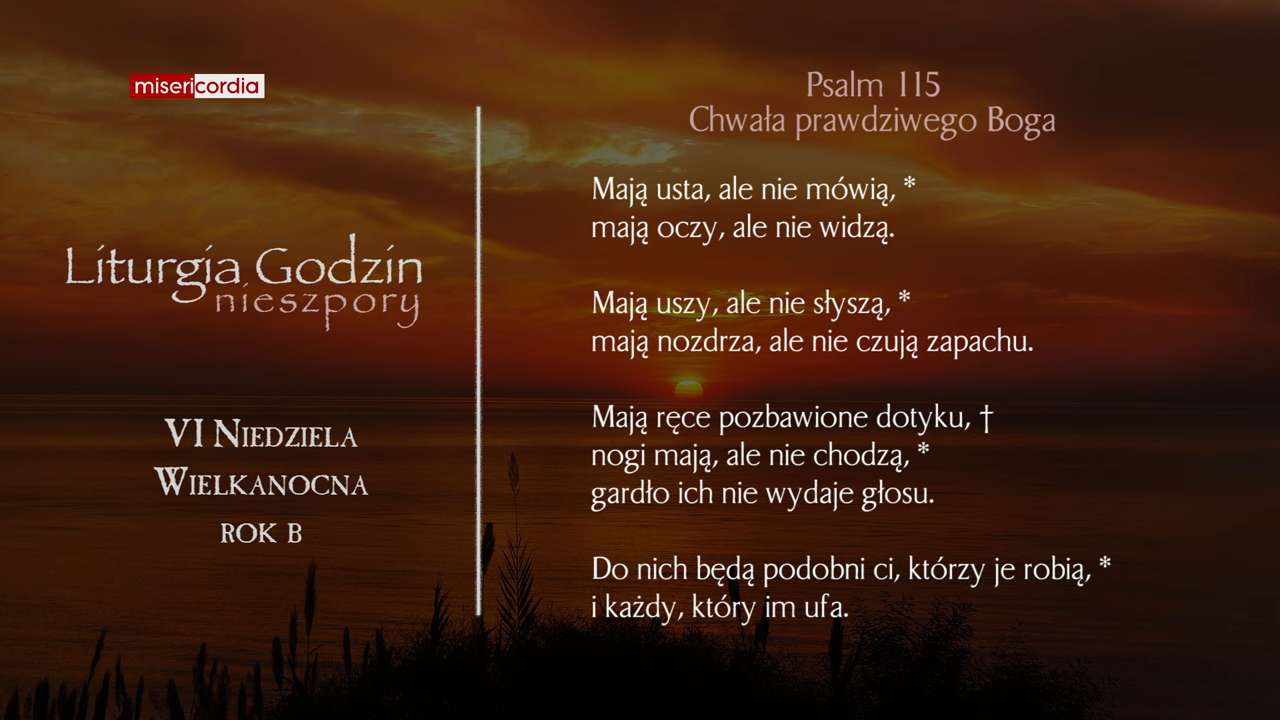 misericordia
Liturgia Godzin
nieszpory
VI Niedziela
Wielkanocna
rok B
Psalm 115
Chwała prawdziwego Boga
Mają usta, ale nie mówią, *
mają oczy, ale nie widzą.
Mają uszy, ale nie słyszą, *
mają nozdrza, ale nie czują zapachu.
Mają ręce pozbawione dotyku, †
nogi mają, ale nie chodzą, *
gardło ich nie wydaje głosu.
Do nich będą podobni ci, którzy je robią, *
i każdy, który im ufa.